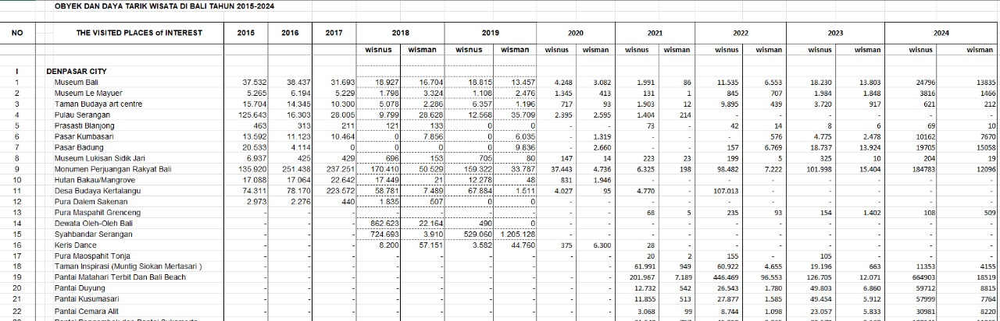 OBYEK DAN DAYA TARIK WISATA DI BALI TAHUN 2015-2024
NO THE VISITED PLACES of INTEREST 2015 2016 2017 2018 2019 2020 2021 2022 2023 2024
wisnus wisman wisnus wisman wisnus wisman wisnus wisman wisnus wisman wisnus wisman wisnus wisman
I DENPASAR CITY
1 Museum Bali 37.532 38.437 31.693 18.927 16.704 18.815 13.457 4.248 3.082 1.991 86 11.535 6.553 18.230 13.803 24796 13835
2 Museum Le Mayuer 5.265 6.194 5.229 1.798 3.324 1.108 2.476 1.345 413 131 1 845 707 1.984 1.848 3816 1466
3 Taman Budaya art centre 15.704 14.345 10.300 5.078 2.286 6.357 1.196 717 93 1.903 12 9.895 439 3.720 917 621 212
4 Pulau Serangan 125.643 16.303 28.005 9.799 28.628 12.568 35.709 2.395 2.595 1.404 214 - - - - - -
5 Prasasti Blanjong 463 313 211 121 133 0 0 - - 73 - 42 14 8 6 69 10
6 Pasar Kumbasari 13.592 11.123 10.464 0 7.856 0 6.035 - 1.319 - - - 576 4.775 2.478 10162 7670
7 Pasar Badung 20.533 4.114 0 0 0 0 9.836 - 2.660 - - 157 6.769 18.737 13.924 19705 15058
8 Museum Lukisan Sidik Jari 6.937 425 429 696 153 705 80 147 14 223 23 199 5 325 10 204 19
9 Monumen Perjuangan Rakyat Bali 135.920 251.438 237.251 170.410 50.529 159.322 33.787 37.443 4.736 6.325 198 98.482 7.222 101.998 15.404 184783 12096
10 Hutan Bakau/Mangrove 17.088 17.064 22.642 17.449 21 12.278 48 831 1.946 - - - - - - - -
11 Desa Budaya Kertalangu 74.311 78.170 223.572 58.781 7.489 67.884 1.511 4.027 95 4.770 - 107.013 - - - - -
12 Pura Dalem Sakenan 2.973 2.276 440 1.835 507 0 0 - - - - - - - - - -
13 Pura Maspahit Grenceng - - - - - - - - - 68 5 235 93 154 1.402 108 509
14 Dewata Oleh-Oleh Bali - - - 862.623 22.164 490 0 - - - - - - - - - -
15 Syahbandar Serangan - - - 724.693 3.910 529.060 1.205.128 - - - - - - - - - -
16 Keris Dance - - - 8.200 57.151 3.582 44.760 375 6.300 28 - - - - - - -
17 Pura Maospahit Tonja - - - - - - - 20 2 155 - 105 - - -
18 Taman Inspirasi (Muntig Siokan Mertasari ) - - - - - - - 61.991 949 60.922 4.655 19.196 663 11353 4155
19 Pantai Matahari Terbit Dan Bali Beach - - - - - - - - - 201.967 7.189 446.469 96.553 126.705 12.071 664903 18519
20 Pantai Duyung - - - - - - - 12.732 542 26.543 1.780 49.803 6.860 59712 8815
21 Pantai Kusumasari - - - - - - - 11.855 513 27.877 1.585 49.454 5.912 57999 7764
22 Pantai Cemara Alit - - - - - - - 3.068 99 8.744 1.098 23.057 5.833 30981 8220